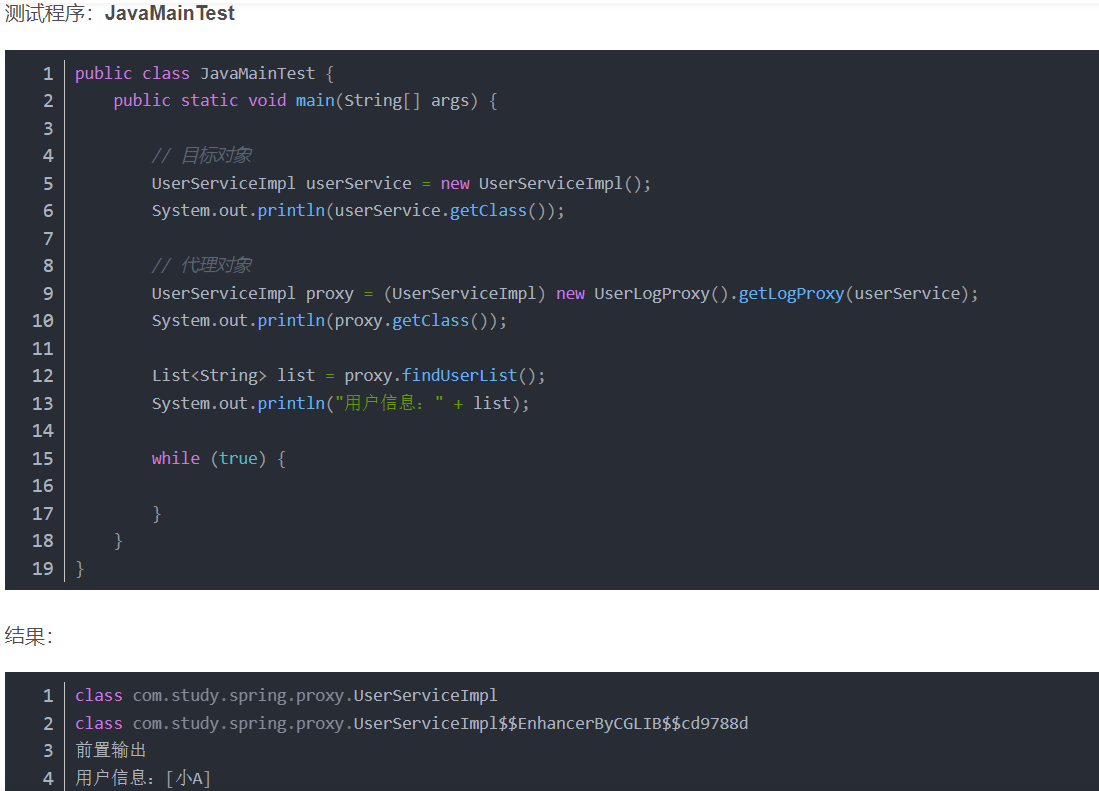 测试程序：JavaMainTest
1 public class JavaMainTest {
2     public static void main(String[] args) {
3
4         // 目标对象
5         UserServiceImpl userService = new UserServiceImpl();
6         System.out.println(userService.getClass());
7
8         // 代理对象
9         UserServiceImpl proxy = (UserServiceImpl) new UserLogProxy().getLogProxy(userService);
10         System.out.println(proxy.getClass());
11
12         List<String> list = proxy.findUserList();
13         System.out.println("用户信息：" + list);
14
15         while (true) {
16
17         }
18     }
19 }
结果：
1 class com.study.spring.proxy.UserServiceImpl
2 class com.study.spring.proxy.UserServiceImpl$$EnhancerByCGLIB$$cd9788d
3 前置输出
4 用户信息：[小A]